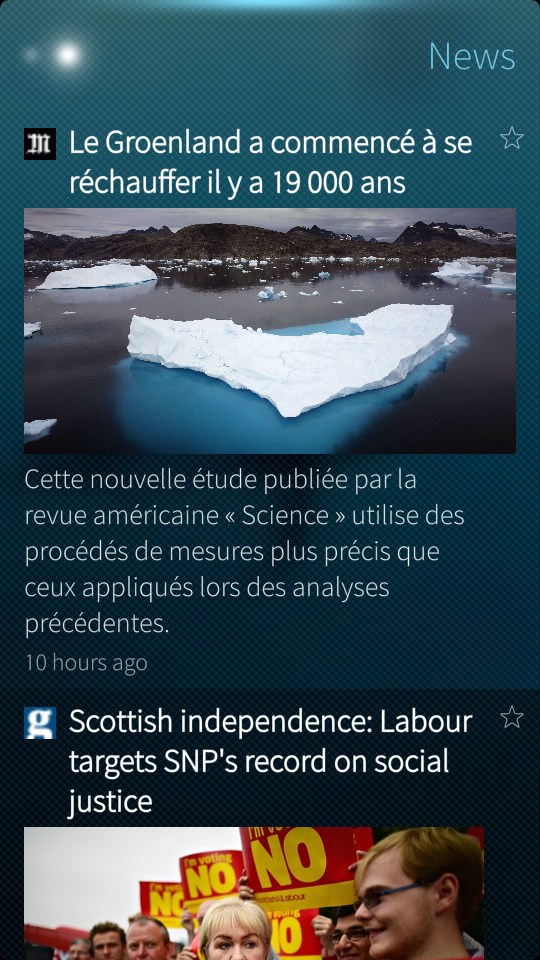 News
Le Groenland a commencé à se
réchauffer il y a 19 000 ans
Cette nouvelle étude publiée par la
revue américaine « Science » utilise des
procédés de mesures plus précis que
ceux appliqués lors des analyses
précédentes.
10 hours ago
g
Scottish independence: Labour
targets SNP's record on social
justice
I'm voting
NO
I'm voting
NO
NO
Scottish Labour
voting